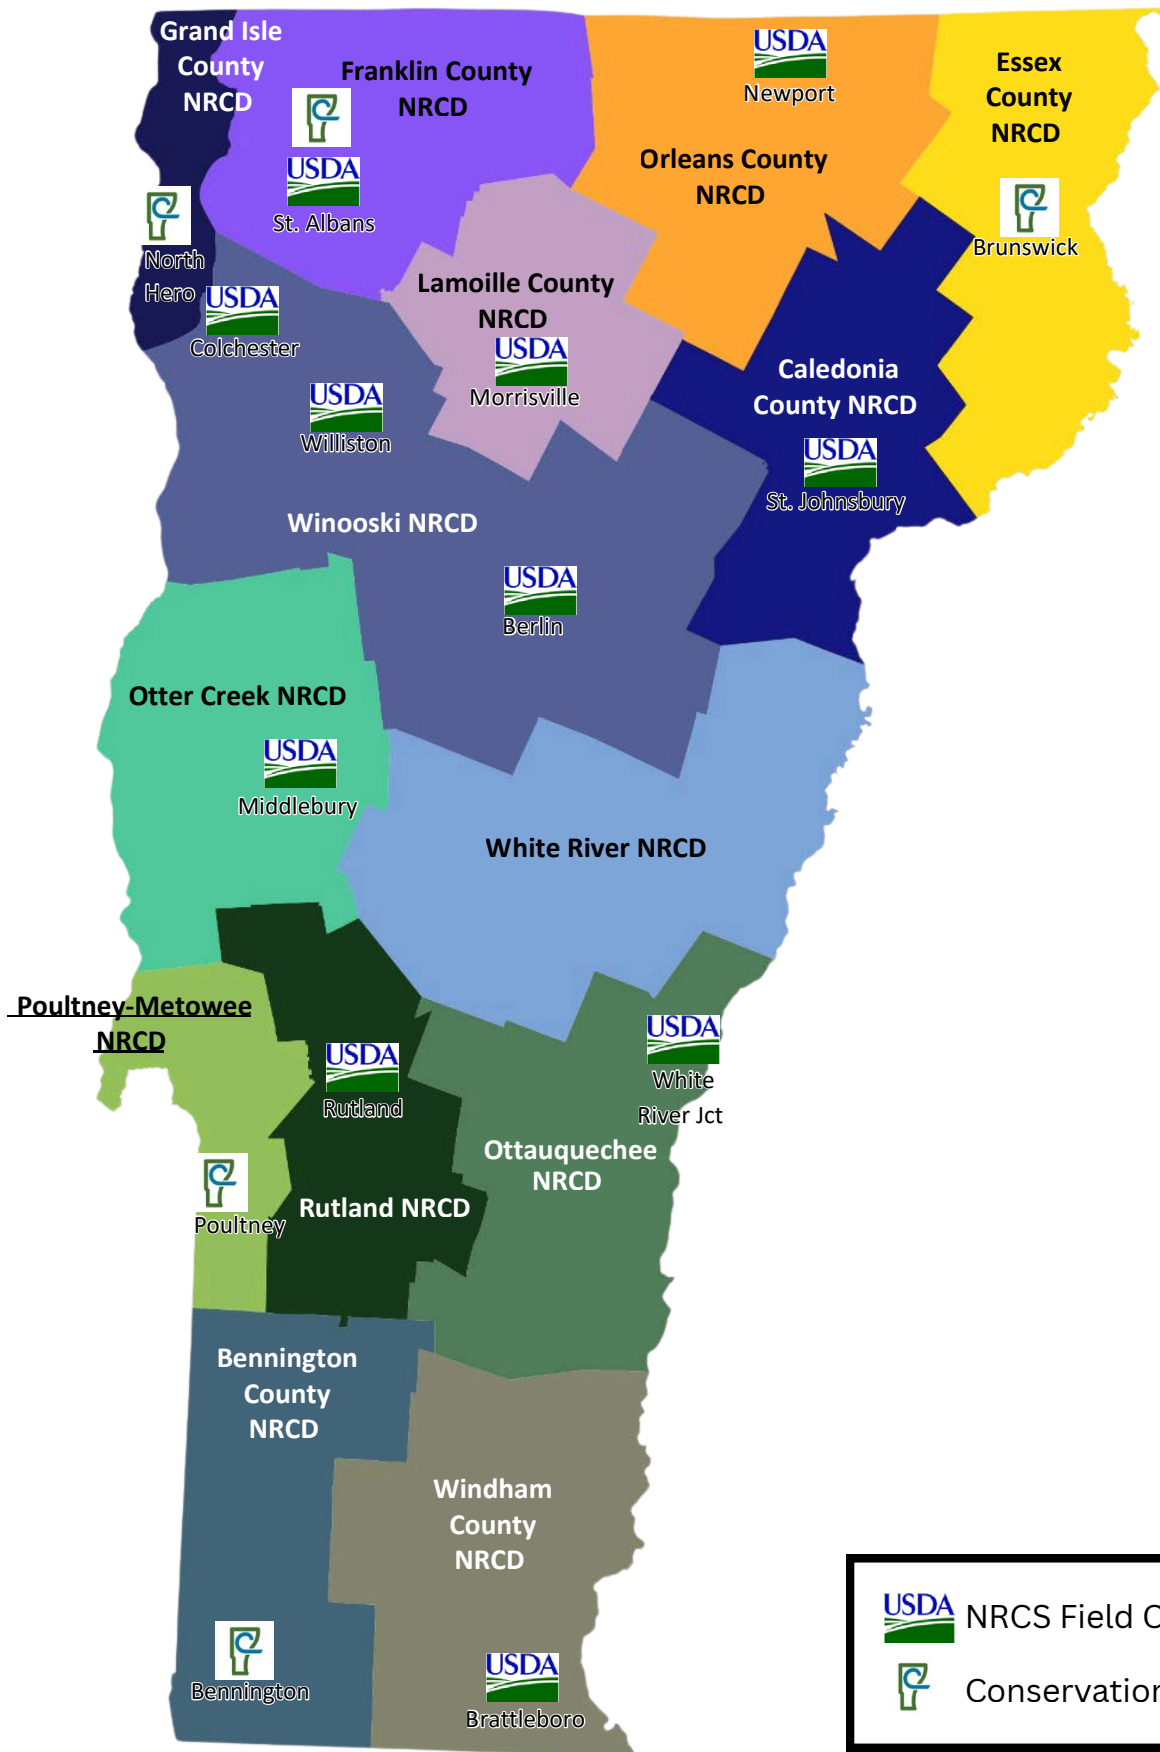 Grand Isle
County
NRCD
Franklin County
NRCD
USDA
St. Albans
USDA
Newport
Orleans County
NRCD
Essex
County
NRCD
Brunswick
North
Hero
USDA
Colchester
Lamoille County
NRCD
USDA
Morrisville
USDA
Williston
Caledonia
County NRCD
USDA
St. Johnsbury
Winooski NRCD
USDA
Berlin
Otter Creek NRCD
USDA
Middlebury
White River NRCD
Poultney-Metowee
NRCD
USDA
Rutland
USDA
White
River Jct
Ottauquechee
NRCD
Poultney
Rutland NRCD
Bennington
County
NRCD
Windham
County
NRCD
Bennington
USDA
Brattleboro
USDA NRCS Field
Conservation